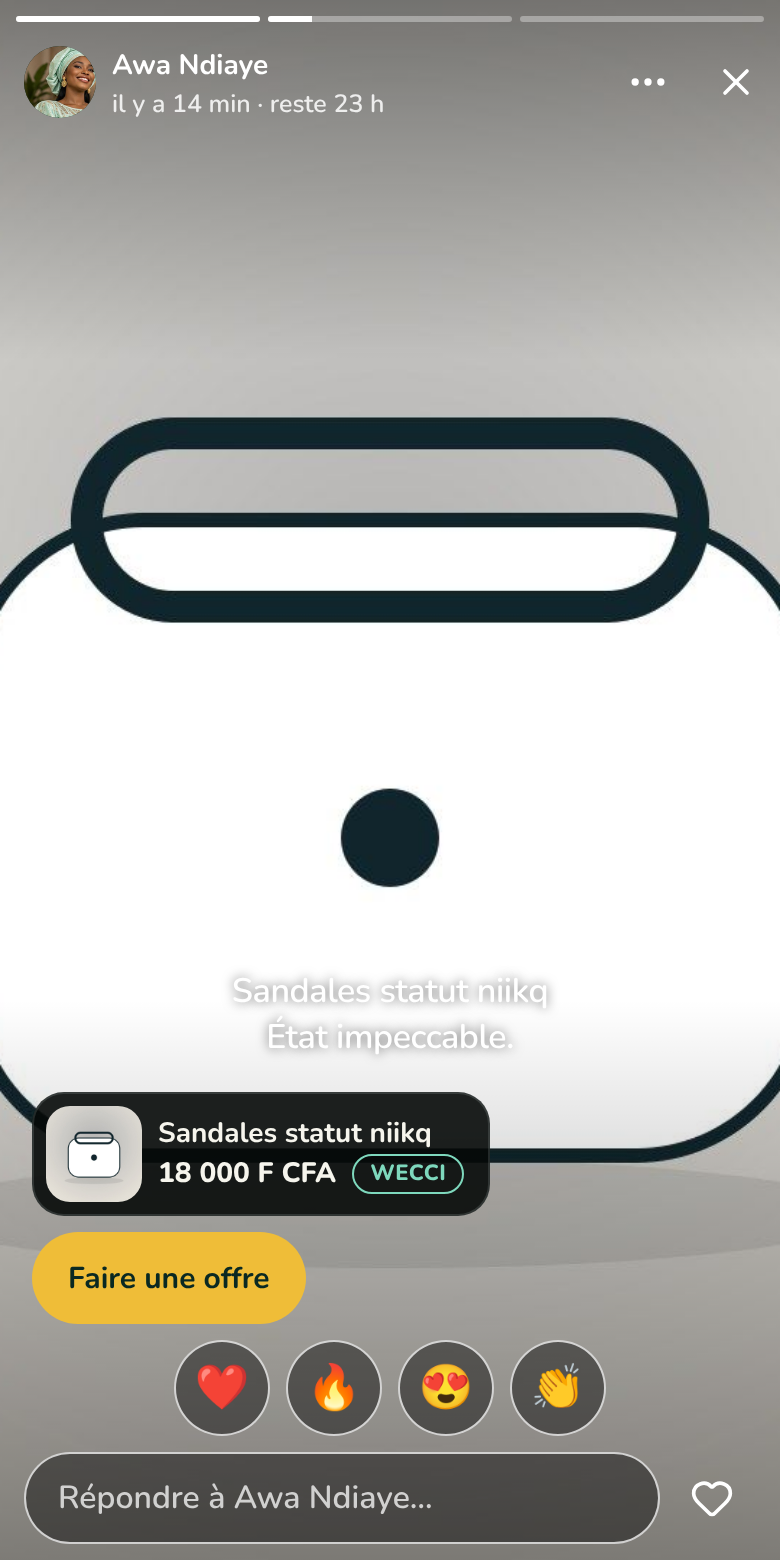 Awa Ndiaye
il y a 14 min · reste 23 h
Sandales statut niikq
État impeccable.
Sandales statut niikq
18 000 F CFA WECCI
Faire une offre
Répondre à Awa Ndiaye...